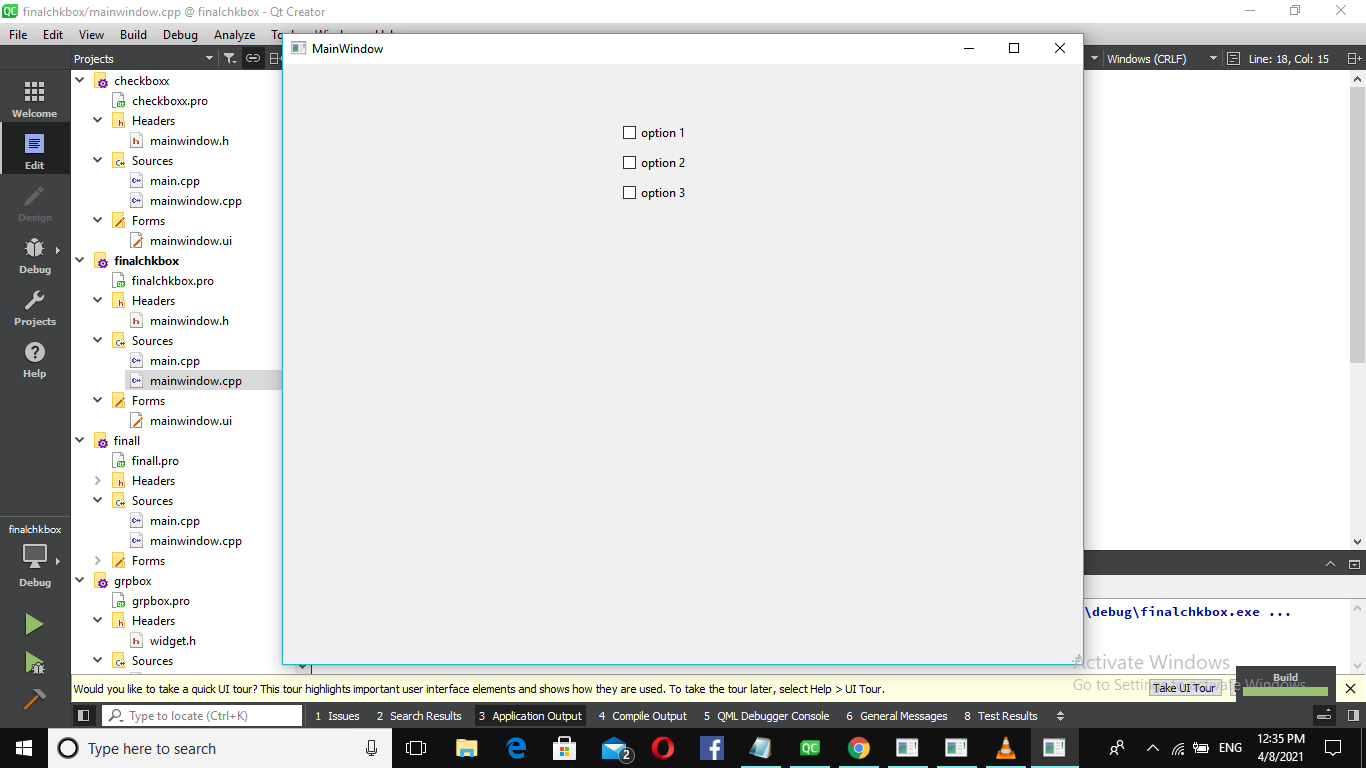 QC finalchkbox/mainwindow.cpp @ finalchkbox - Qt Creator
File Edit View Build Debug Analyze
MainWindow
Projects
Windows (CRLF) Line: 18, Col: 15
Welcome
Edit
Design
Debug
Projects
Help
finalchkbox
Debug
checkboxx
checkboxx.pro
Headers
mainwindow.h
Sources
main.cpp
mainwindow.cpp
Forms
mainwindow.ui
finalchkbox
finalchkbox.pro
Headers
mainwindow.h
Sources
main.cpp
mainwindow.cpp
Forms
mainwindow.ui
finall
finall.pro
Headers
Sources
main.cpp
mainwindow.cpp
Forms
grpbox
grpbox.pro
Headers
widget.h
Sources
option 1
option 2
option 3
\debug\finalchkbox.exe ...
Activate Windows
Go to Settings to activate Windows.
Build
Would you like to take a quick UI tour? This tour highlights important user interface elements and shows how they are used. To take the tour later, select Help > UI Tour.
Take UI Tour
Type to locate (Ctrl+K)
1 Issues 2 Search Results 3 Application Output 4 Compile Output 5 QML Debugger Console 6 General Messages 8 Test Results
Type here to search
2
QC
ENG
12:35 PM
4/8/2021